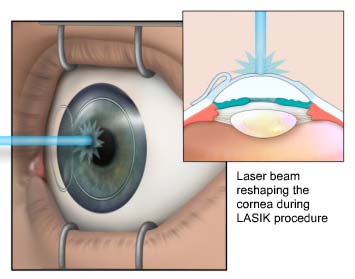 Laser beam
reshaping the
cornea during
LASIK procedure